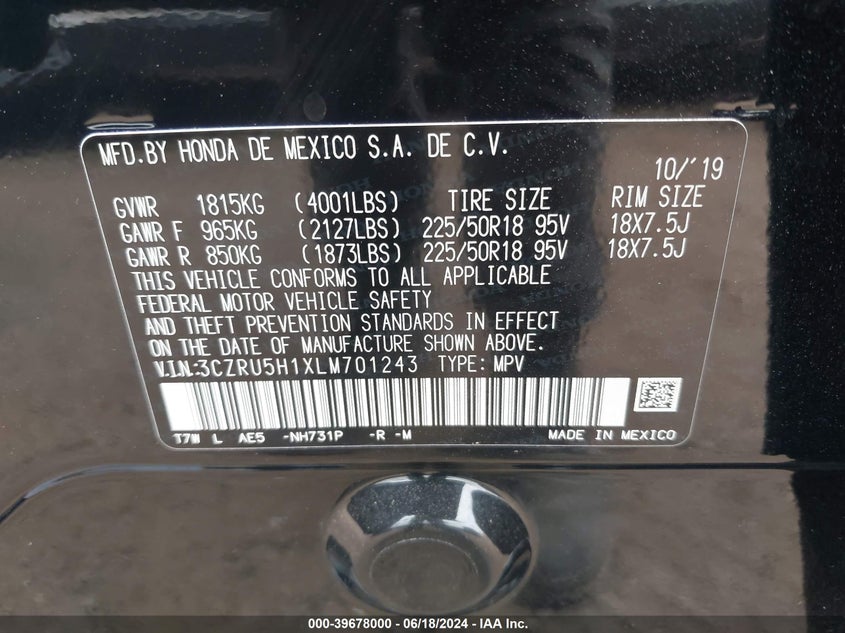 MFD.BY HONDA DE MEXICO S.A. DE C.V.
10/'19
GVWR 1815KG (4001LBS) TIRE SIZE RIM SIZE
GAWR F 965KG (2127LBS) 225/50R18 95V 18X7.5J
GAWR R 850KG (1873LBS) 225/50R18 95V 18X7.5J
THIS VEHICLE CONFORMS TO ALL APPLICABLE
FEDERAL MOTOR VEHICLE SAFETY
AND THEFT PREVENTION STANDARDS IN EFFECT
ON THE DATE OF MANUFACTURE SHOWN ABOVE.
V.I.N:3CZRU5H1XLM701243 TYPE: MPV
T7W L AE5 -NH731P -R -M MADE IN MEXICO
000-39678000 - 06/18/2024 - IAA Inc.